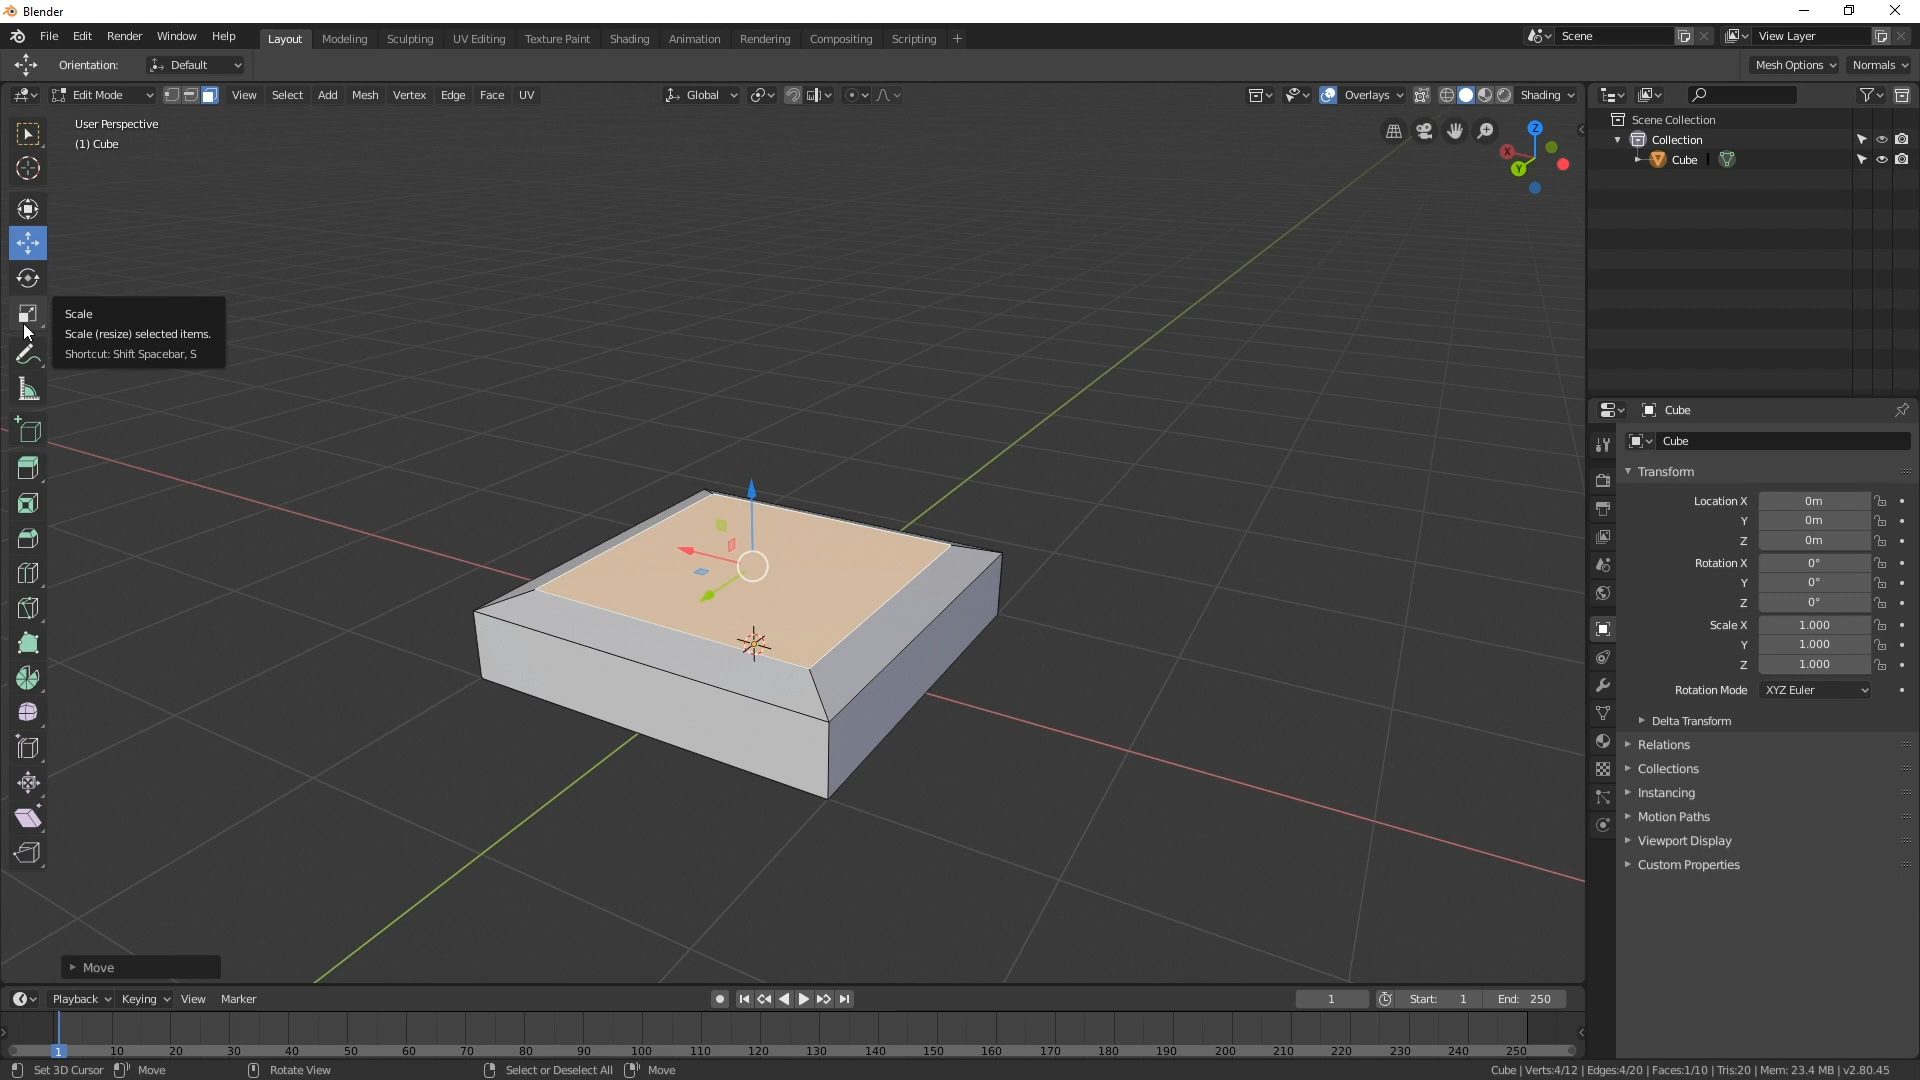 Blender
File Edit Render Window Help Layout Modeling Sculpting UV Editing Texture Paint Shading Animation Rendering Compositing Scripting + Scene View Layer
Orientation: Default Mesh Options Normals
Edit Mode View Select Add Mesh Vertex Edge Face UV Global Overlays Shading
User Perspective
(1) Cube
Z
X
Y
Scale
Scale (resize) selected items.
Shortcut: Shift Spacebar, S
Move
Scene Collection
Collection
Cube
Cube
Cube
Transform
Location X 0m
Y 0m
Z 0m
Rotation X 0°
Y 0°
Z 0°
Scale X 1.000
Y 1.000
Z 1.000
Rotation Mode XYZ Euler
Delta Transform
Relations
Collections
Instancing
Motion Paths
Viewport Display
Custom Properties
Playback Keying View Marker 1 Start: 1 End: 250
1 10 20 30 40 50 60 70 80 90 100 110 120 130 140 150 160 170 180 190 200 210 220 230 240 250
Set 3D Cursor Move Rotate View Select or Deselect All Move Cube | Verts:4/12 | Edges:4/20 | Faces:1/10 | Tris:20 | Mem: 23.4 MB | v2.80.45